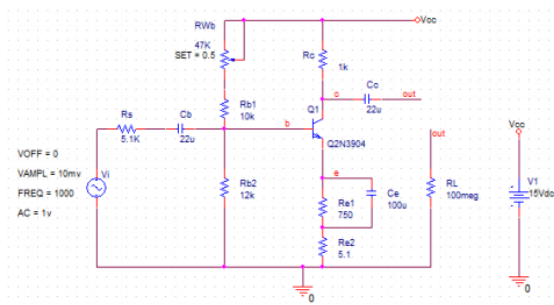 Vcc
RWb
47K
SET = 0.5
Rc
1k
Cc
22u
out
c
Rb1
10k
Q1
Q2N3904
Rs
5.1K
Cb
22u
b
out
Vcc
VOFF = 0
VAMPL = 10mv
FREQ = 1000
AC = 1v
Vi
Rb2
12k
e
Re1
750
Ce
100u
RL
100meg
V1
15Vdc
Re2
5.1
0
0